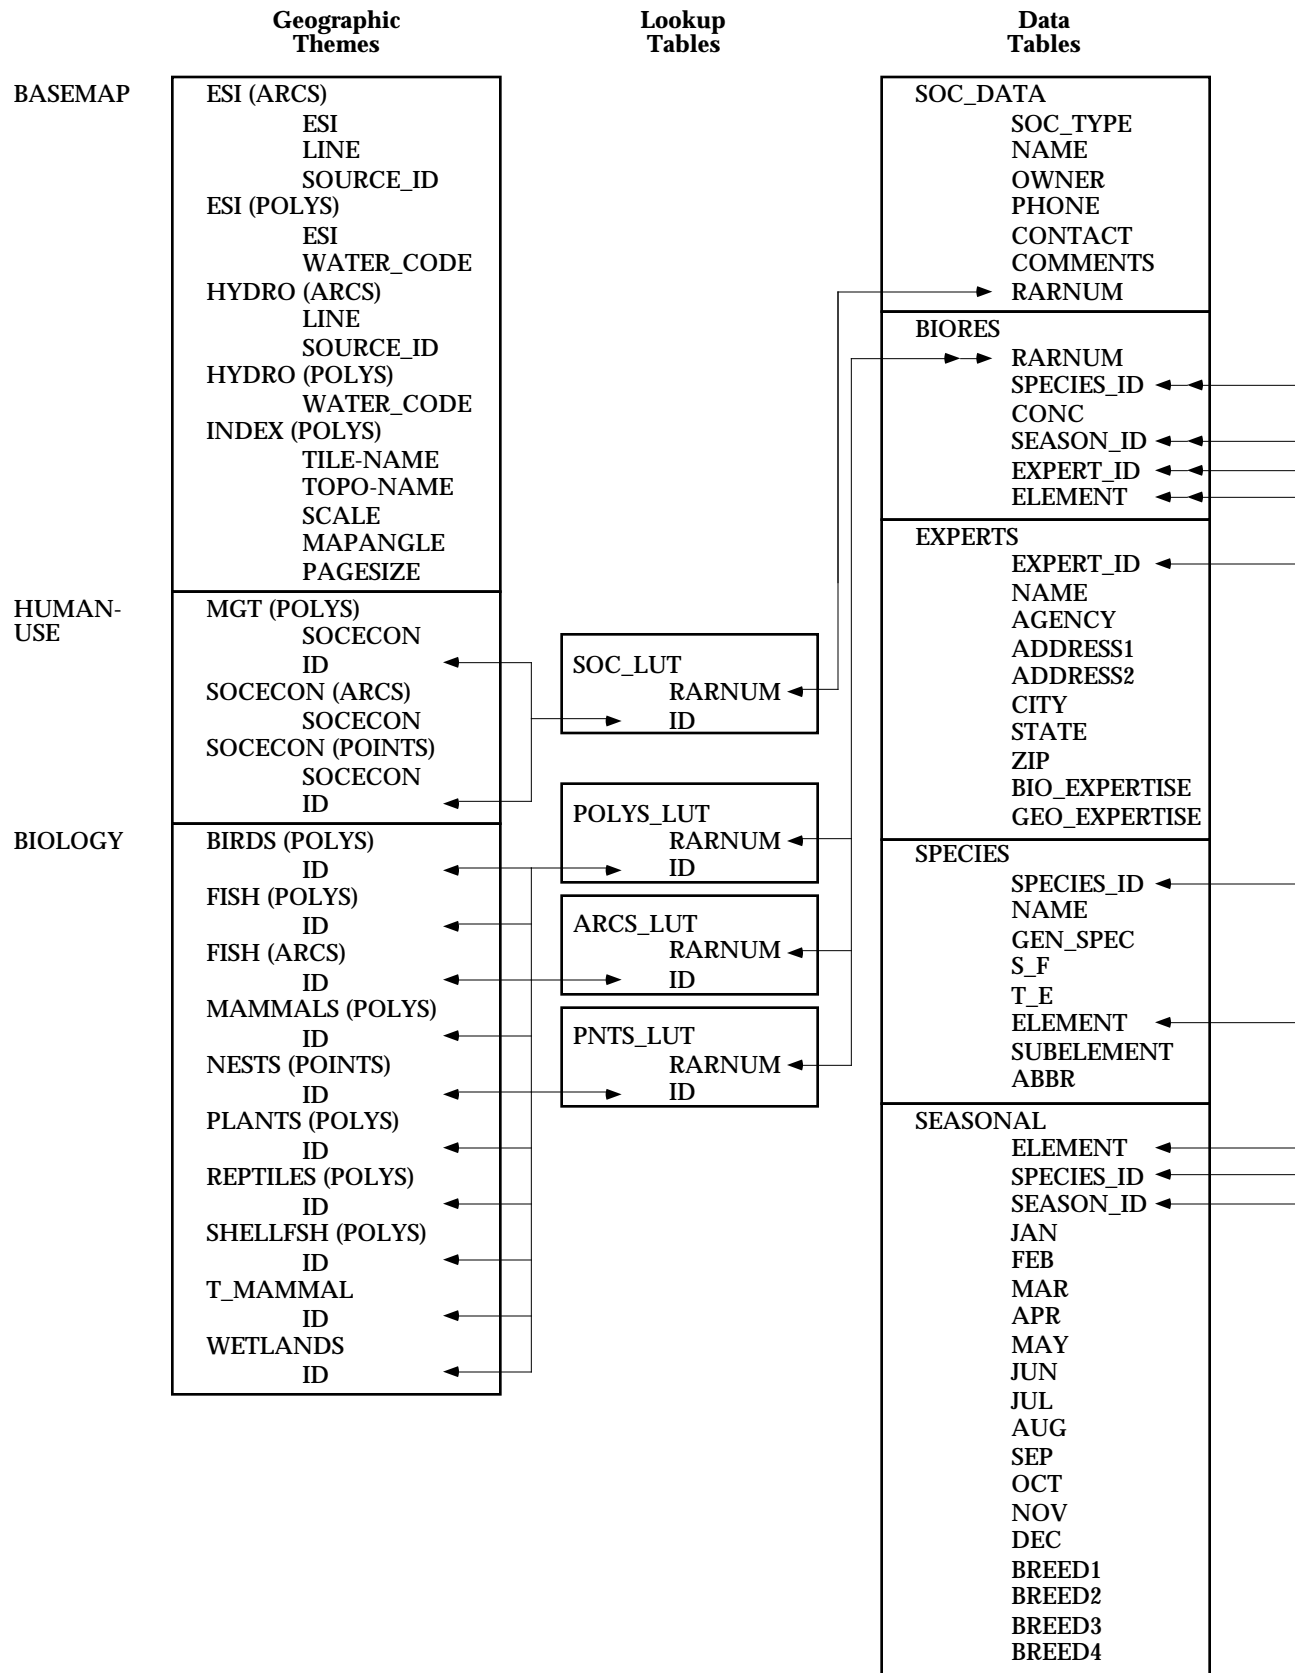 Geographic
Themes
Lookup
Tables
Data
Tables
BASEMAP
ESI (ARCS)
ESI
LINE
SOURCE_ID
ESI (POLYS)
ESI
WATER_CODE
HYDRO (ARCS)
LINE
SOURCE_ID
HYDRO (POLYS)
WATER_CODE
INDEX (POLYS)
TILE-NAME
TOPO-NAME
SCALE
MAPANGLE
PAGESIZE
HUMAN-
USE
MGT (POLYS)
SOCECON
ID
SOCECON (ARCS)
SOCECON
SOCECON (POINTS)
SOCECON
ID
BIOLOGY
BIRDS (POLYS)
ID
FISH (POLYS)
ID
FISH (ARCS)
ID
MAMMALS (POLYS)
ID
NESTS (POINTS)
ID
PLANTS (POLYS)
ID
REPTILES (POLYS)
ID
SHELLFSH (POLYS)
ID
T_MAMMAL
ID
WETLANDS
ID
SOC_LUT
RARNUM
ID
POLYS_LUT
RARNUM
ID
ARCS_LUT
RARNUM
ID
PNTS_LUT
RARNUM
ID
SOC_DATA
SOC_TYPE
NAME
OWNER
PHONE
CONTACT
COMMENTS
RARNUM
BIORES
RARNUM
SPECIES_ID
CONC
SEASON_ID
EXPERT_ID
ELEMENT
EXPERTS
EXPERT_ID
NAME
AGENCY
ADDRESS1
ADDRESS2
CITY
STATE
ZIP
BIO_EXPERTISE
GEO_EXPERTISE
SPECIES
SPECIES_ID
NAME
GEN_SPEC
S_F
T_E
ELEMENT
SUBELEMENT
ABBR
SEASONAL
ELEMENT
SPECIES_ID
SEASON_ID
JAN
FEB
MAR
APR
MAY
JUN
JUL
AUG
SEP
OCT
NOV
DEC
BREED1
BREED2
BREED3
BREED4